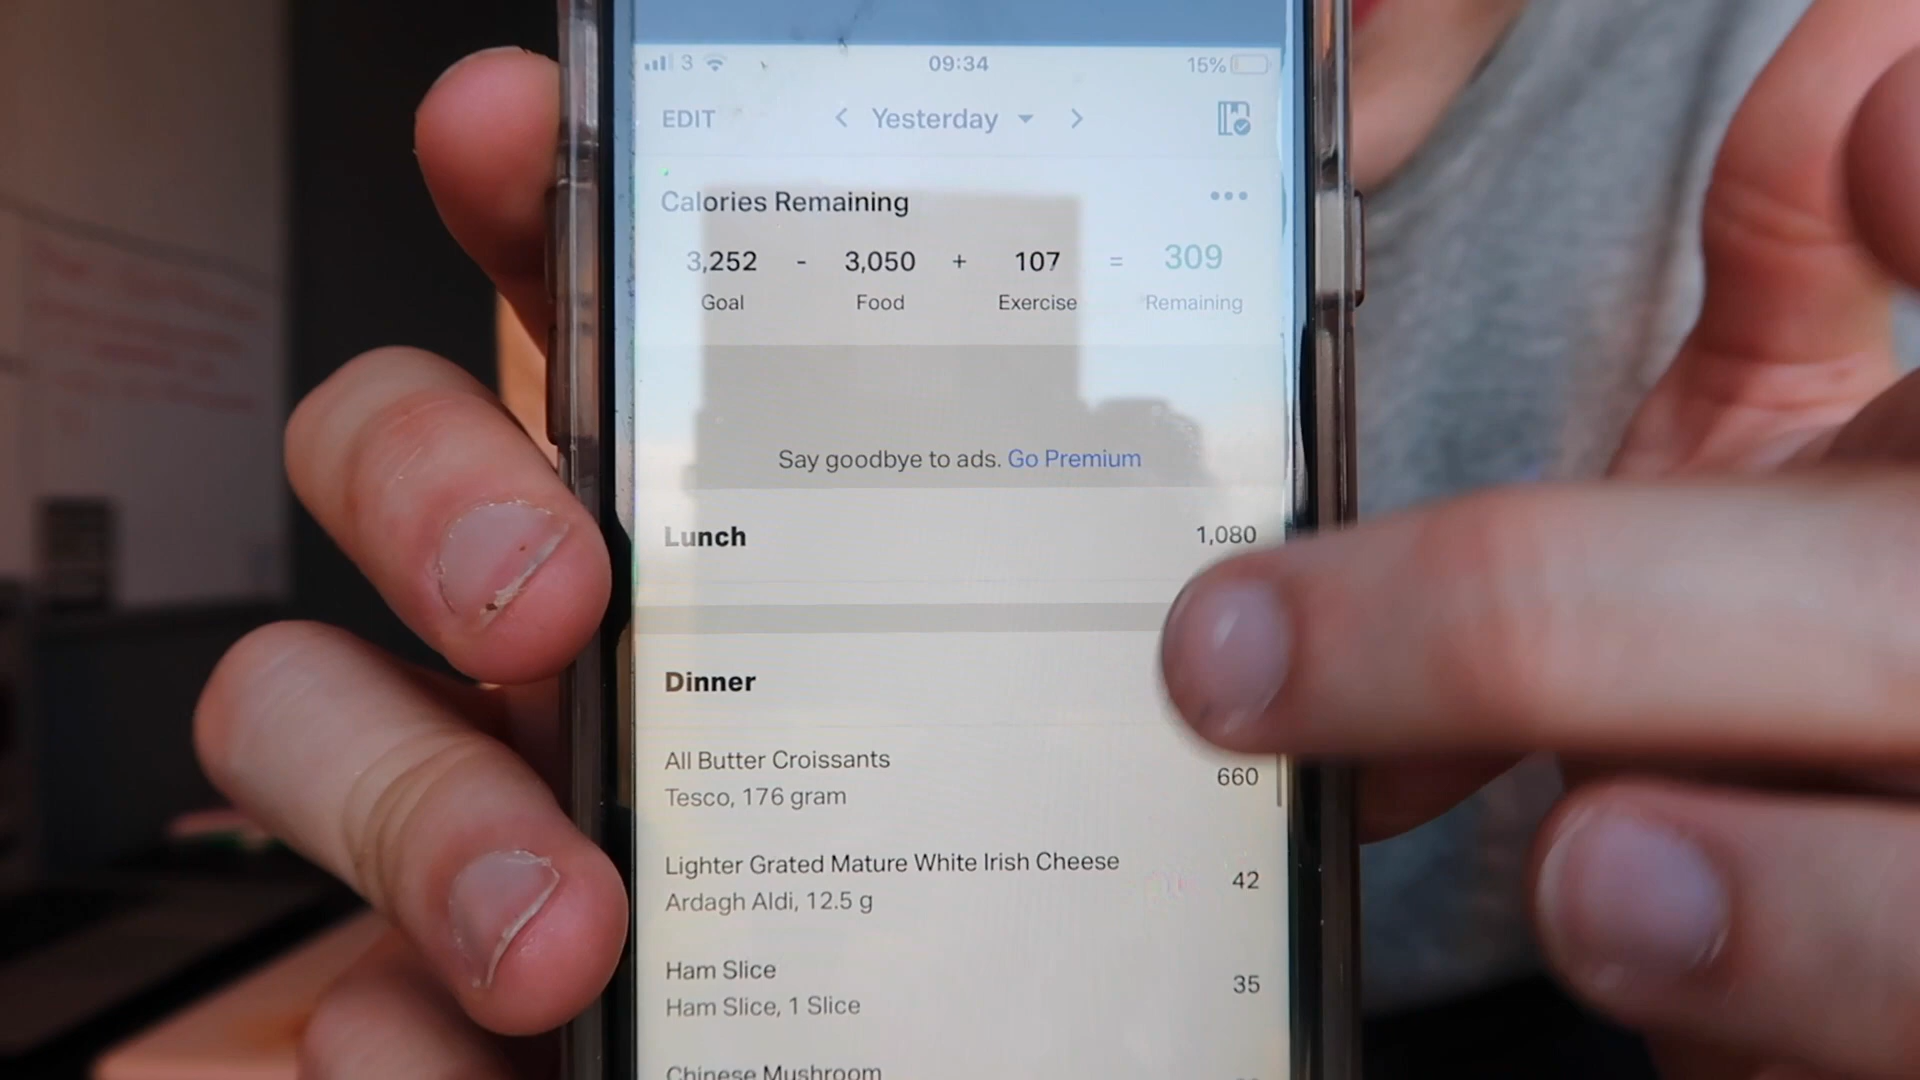 3 09:34 15%
EDIT < Yesterday >
Calories Remaining
3,252 - 3,050 + 107 = 309
Goal Food Exercise Remaining
Say goodbye to ads. Go Premium
Lunch 1,080
Dinner
All Butter Croissants
Tesco, 176 gram
660
Lighter Grated Mature White Irish Cheese
Ardagh Aldi, 12.5 g
42
Ham Slice
Ham Slice, 1 Slice
35
Chinese Mushroom